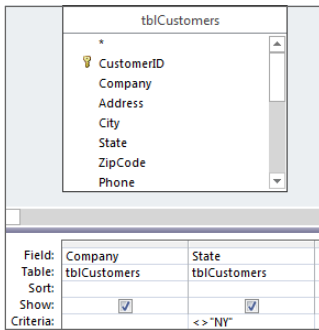 tblCustomers
*
CustomerID
Company
Address
City
State
ZipCode
Phone
Field: Company State
Table: tblCustomers tblCustomers
Sort:
Show:
Criteria: <>"NY"